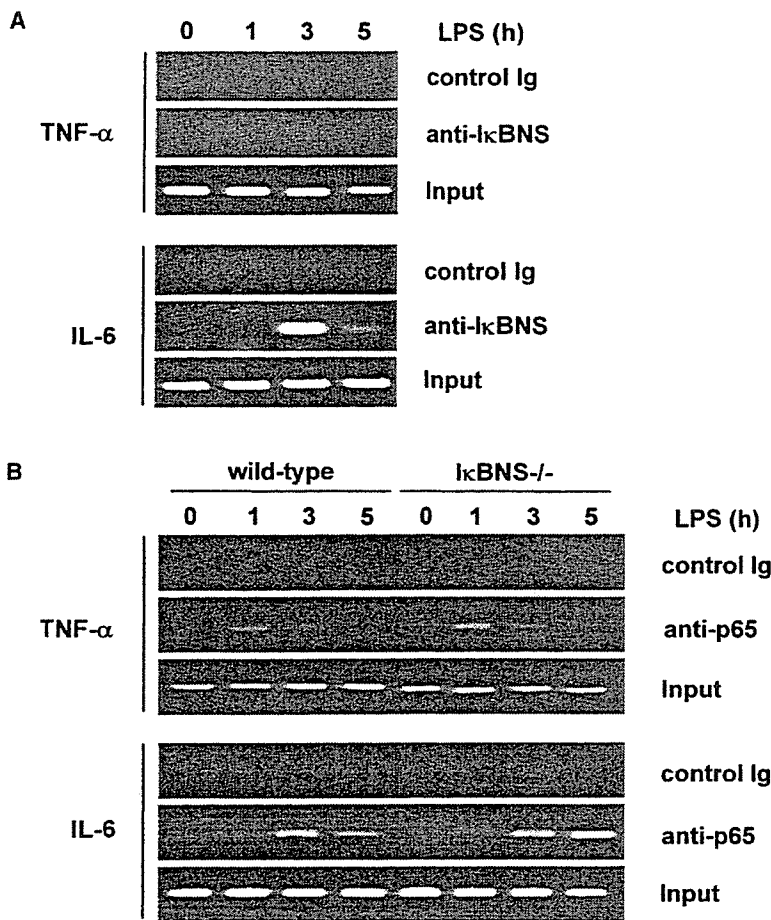 A
0 1 3 5 LPS (h)
control Ig
TNF-α anti-IκBNS
Input
control Ig
IL-6 anti-IκBNS
Input
B
wild-type IκBNS-/-
0 1 3 5 0 1 3 5 LPS (h)
control Ig
TNF-α anti-p65
Input
control Ig
IL-6 anti-p65
Input